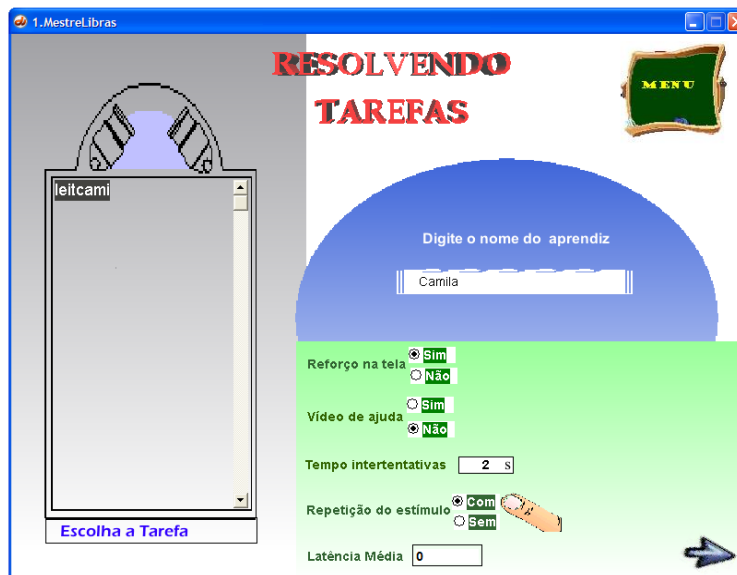 1.MestreLibras
RESOLVENDO
TAREFAS
MENU
leitcami
Escolha a Tarefa
Digite o nome do aprendiz
Camila
Reforço na tela
Sim
Não
Vídeo de ajuda
Sim
Não
Tempo intertentativas 2 s
Repetição do estímulo
Com
Sem
Latência Média 0